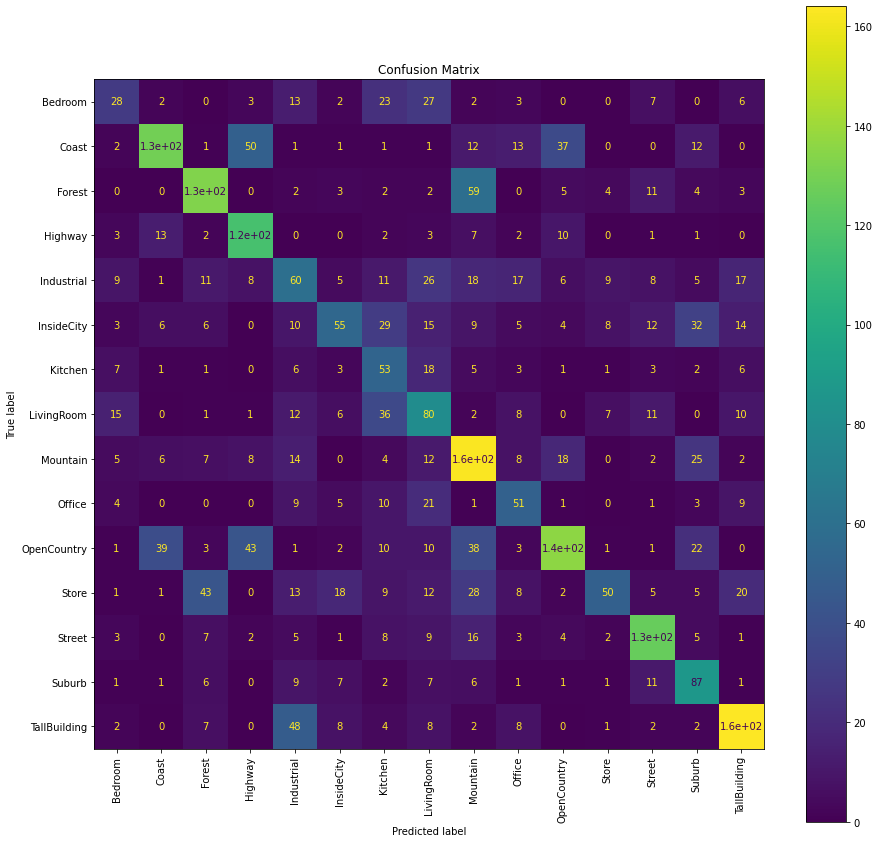 Confusion Matrix
Bedroom 28 2 0 3 13 2 23 27 2 3 0 0 7 0 6
Coast 2 1.3e+02 1 50 1 1 1 1 12 13 37 0 0 12 0
Forest 0 0 1.3e+02 0 2 3 2 2 59 0 5 4 11 4 3
Highway 3 13 2 1.2e+02 0 0 2 3 7 2 10 0 1 1 0
Industrial 9 1 11 8 60 5 11 26 18 17 6 9 8 5 17
InsideCity 3 6 6 0 10 55 29 15 9 5 4 8 12 32 14
Kitchen 7 1 1 0 6 3 53 18 5 3 1 1 3 2 6
LivingRoom 15 0 1 1 12 6 36 80 2 8 0 7 11 0 10
Mountain 5 6 7 8 14 0 4 12 1.6e+02 8 18 0 2 25 2
Office 4 0 0 0 9 5 10 21 1 51 1 0 1 3 9
OpenCountry 1 39 3 43 1 2 10 10 38 3 1.4e+02 1 1 22 0
Store 1 1 43 0 13 18 9 12 28 8 2 50 5 5 20
Street 3 0 7 2 5 1 8 9 16 3 4 2 1.3e+02 5 1
Suburb 1 1 6 0 9 7 2 7 6 1 1 1 11 87 1
TallBuilding 2 0 7 0 48 8 4 8 2 8 0 1 2 2 1.6e+02
Bedroom Coast Forest Highway Industrial InsideCity Kitchen LivingRoom Mountain Office OpenCountry Store Street Suburb TallBuilding
Predicted label
True label
160
140
120
100
80
60
40
20
0